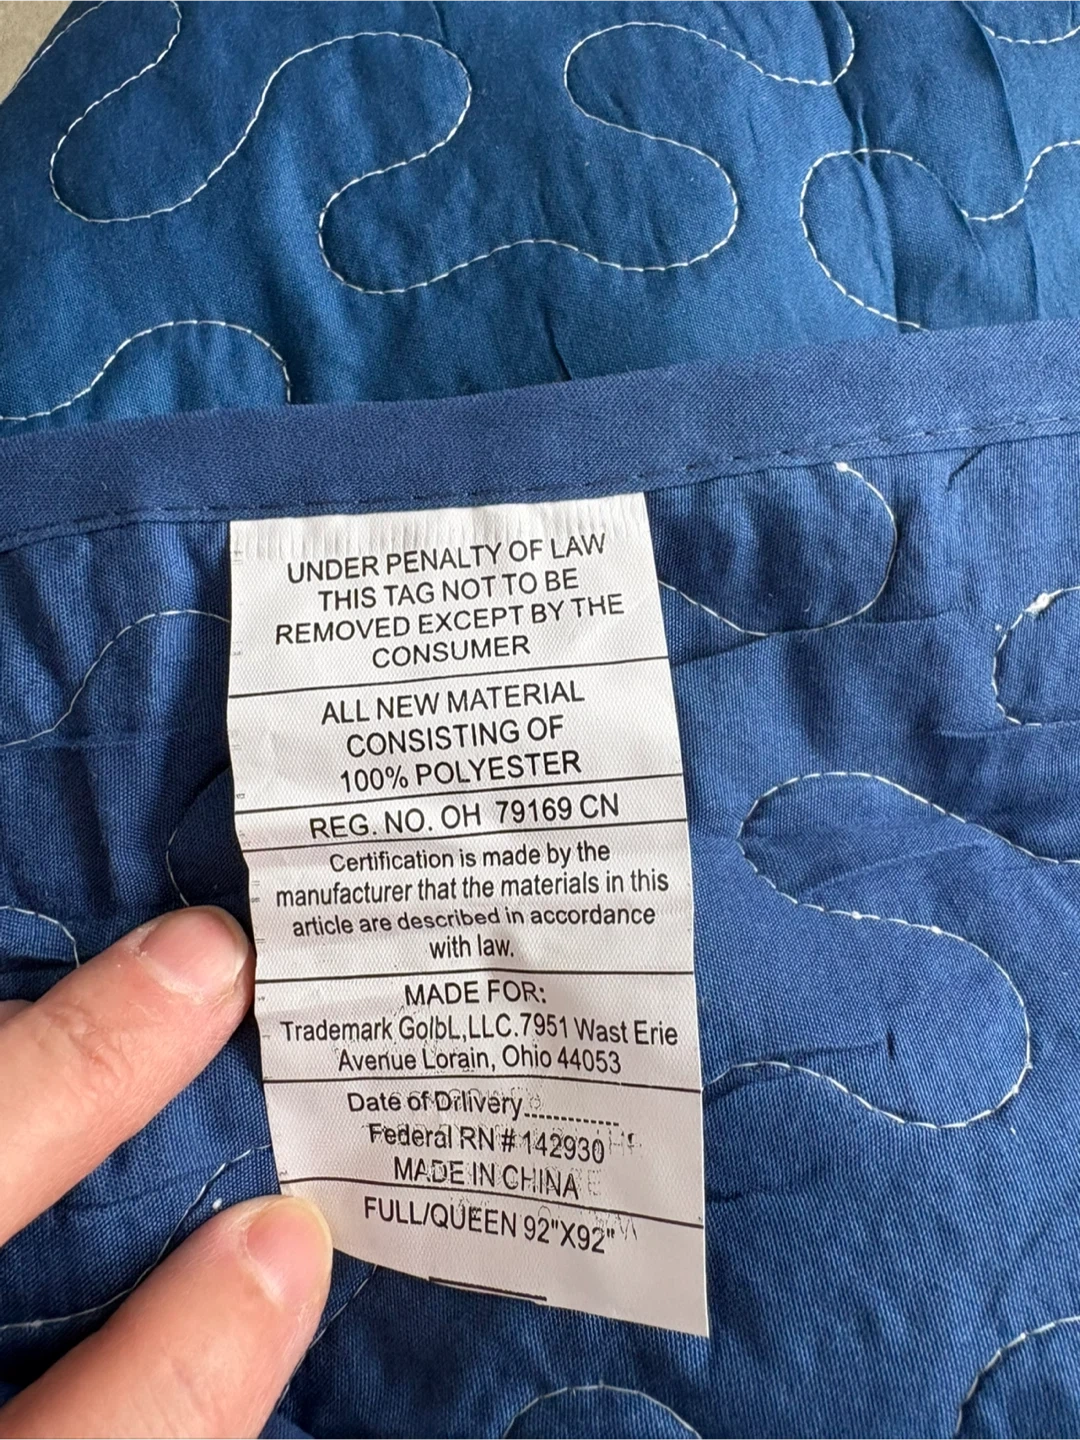 UNDER PENALTY OF LAW
THIS TAG NOT TO BE
REMOVED EXCEPT BY THE
CONSUMER
ALL NEW MATERIAL
CONSISTING OF
100% POLYESTER
REG. NO. OH 79169 CN
Certification is made by the
manufacturer that the materials in this
article are described in accordance
with law.
MADE FOR:
Trademark GolbL,LLC.7951 Wast Erie
Avenue Lorain, Ohio 44053
Date of Dilivery............
Federal RN # 142930
MADE IN CHINA
FULL/QUEEN 92"X92"